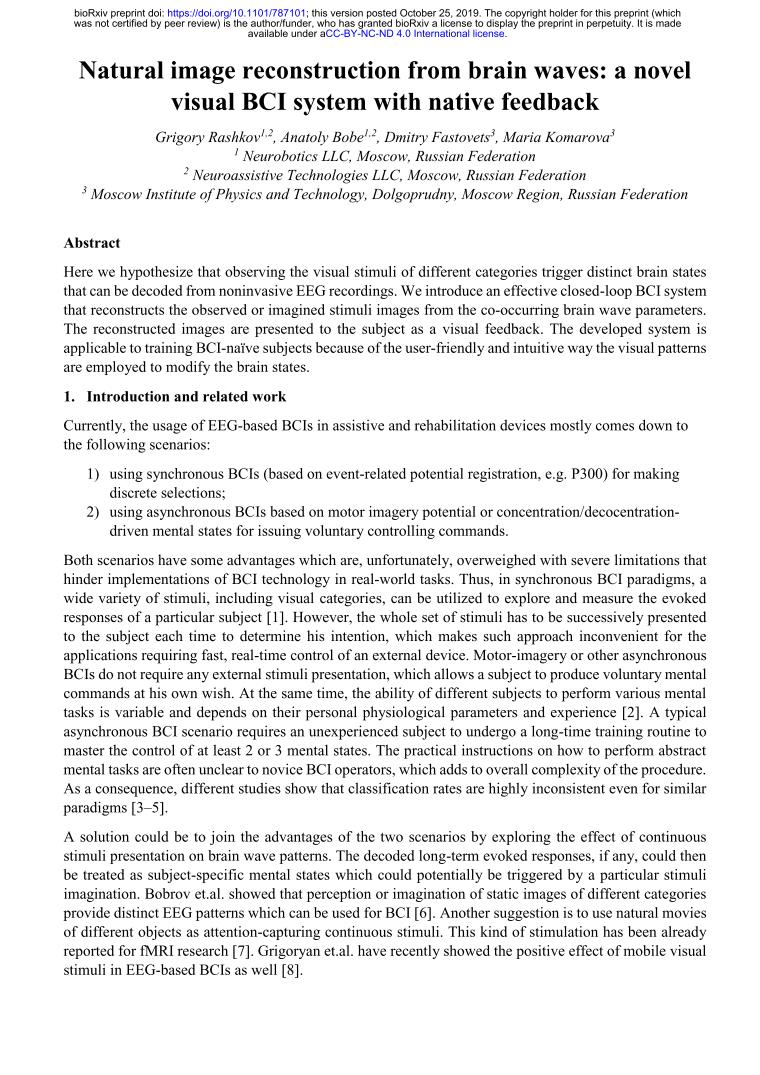 bioRxiv preprint doi: https://doi.org/10.1101/787101; this version posted October 25, 2019. The copyright holder for this preprint (which
was not certified by peer review) is the author/funder, who has granted bioRxiv a license to display the preprint in perpetuity. It is made
available under aCC-BY-NC-ND 4.0 International license.
Natural image reconstruction from brain waves: a novel
visual BCI system with native feedback
Grigory Rashkov1,2, Anatoly Bobe1,2, Dmitry Fastovets3, Maria Komarova3
1 Neurobotics LLC, Moscow, Russian Federation
2 Neuroassistive Technologies LLC, Moscow, Russian Federation
3 Moscow Institute of Physics and Technology, Dolgoprudny, Moscow Region, Russian Federation
Abstract
Here we hypothesize that observing the visual stimuli of different categories trigger distinct brain states
that can be decoded from noninvasive EEG recordings. We introduce an effective closed-loop BCI system
that reconstructs the observed or imagined stimuli images from the co-occurring brain wave parameters.
The reconstructed images are presented to the subject as a visual feedback. The developed system is
applicable to training BCI-naïve subjects because of the user-friendly and intuitive way the visual patterns
are employed to modify the brain states.
1. Introduction and related work
Currently, the usage of EEG-based BCIs in assistive and rehabilitation devices mostly comes down to
the following scenarios:
1) using synchronous BCIs (based on event-related potential registration, e.g. P300) for making
discrete selections;
2) using asynchronous BCIs based on motor imagery potential or concentration/decocentration-
driven mental states for issuing voluntary controlling commands.
Both scenarios have some advantages which are, unfortunately, overweighed with severe limitations that
hinder implementations of BCI technology in real-world tasks. Thus, in synchronous BCI paradigms, a
wide variety of stimuli, including visual categories, can be utilized to explore and measure the evoked
responses of a particular subject [1]. However, the whole set of stimuli has to be successively presented
to the subject each time to determine his intention, which makes such approach inconvenient for the
applications requiring fast, real-time control of an external device. Motor-imagery or other asynchronous
BCIs do not require any external stimuli presentation, which allows a subject to produce voluntary mental
commands at his own wish. At the same time, the ability of different subjects to perform various mental
tasks is variable and depends on their personal physiological parameters and experience [2]. A typical
asynchronous BCI scenario requires an unexperienced subject to undergo a long-time training routine to
master the control of at least 2 or 3 mental states. The practical instructions on how to perform abstract
mental tasks are often unclear to novice BCI operators, which adds to overall complexity of the procedure.
As a consequence, different studies show that classification rates are highly inconsistent even for similar
paradigms [3–5].
A solution could be to join the advantages of the two scenarios by exploring the effect of continuous
stimuli presentation on brain wave patterns. The decoded long-term evoked responses, if any, could then
be treated as subject-specific mental states which could potentially be triggered by a particular stimuli
imagination. Bobrov et.al. showed that perception or imagination of static images of different categories
provide distinct EEG patterns which can be used for BCI [6]. Another suggestion is to use natural movies
of different objects as attention-capturing continuous stimuli. This kind of stimulation has been already
reported for fMRI research [7]. Grigoryan et.al. have recently showed the positive effect of mobile visual
stimuli in EEG-based BCIs as well [8].